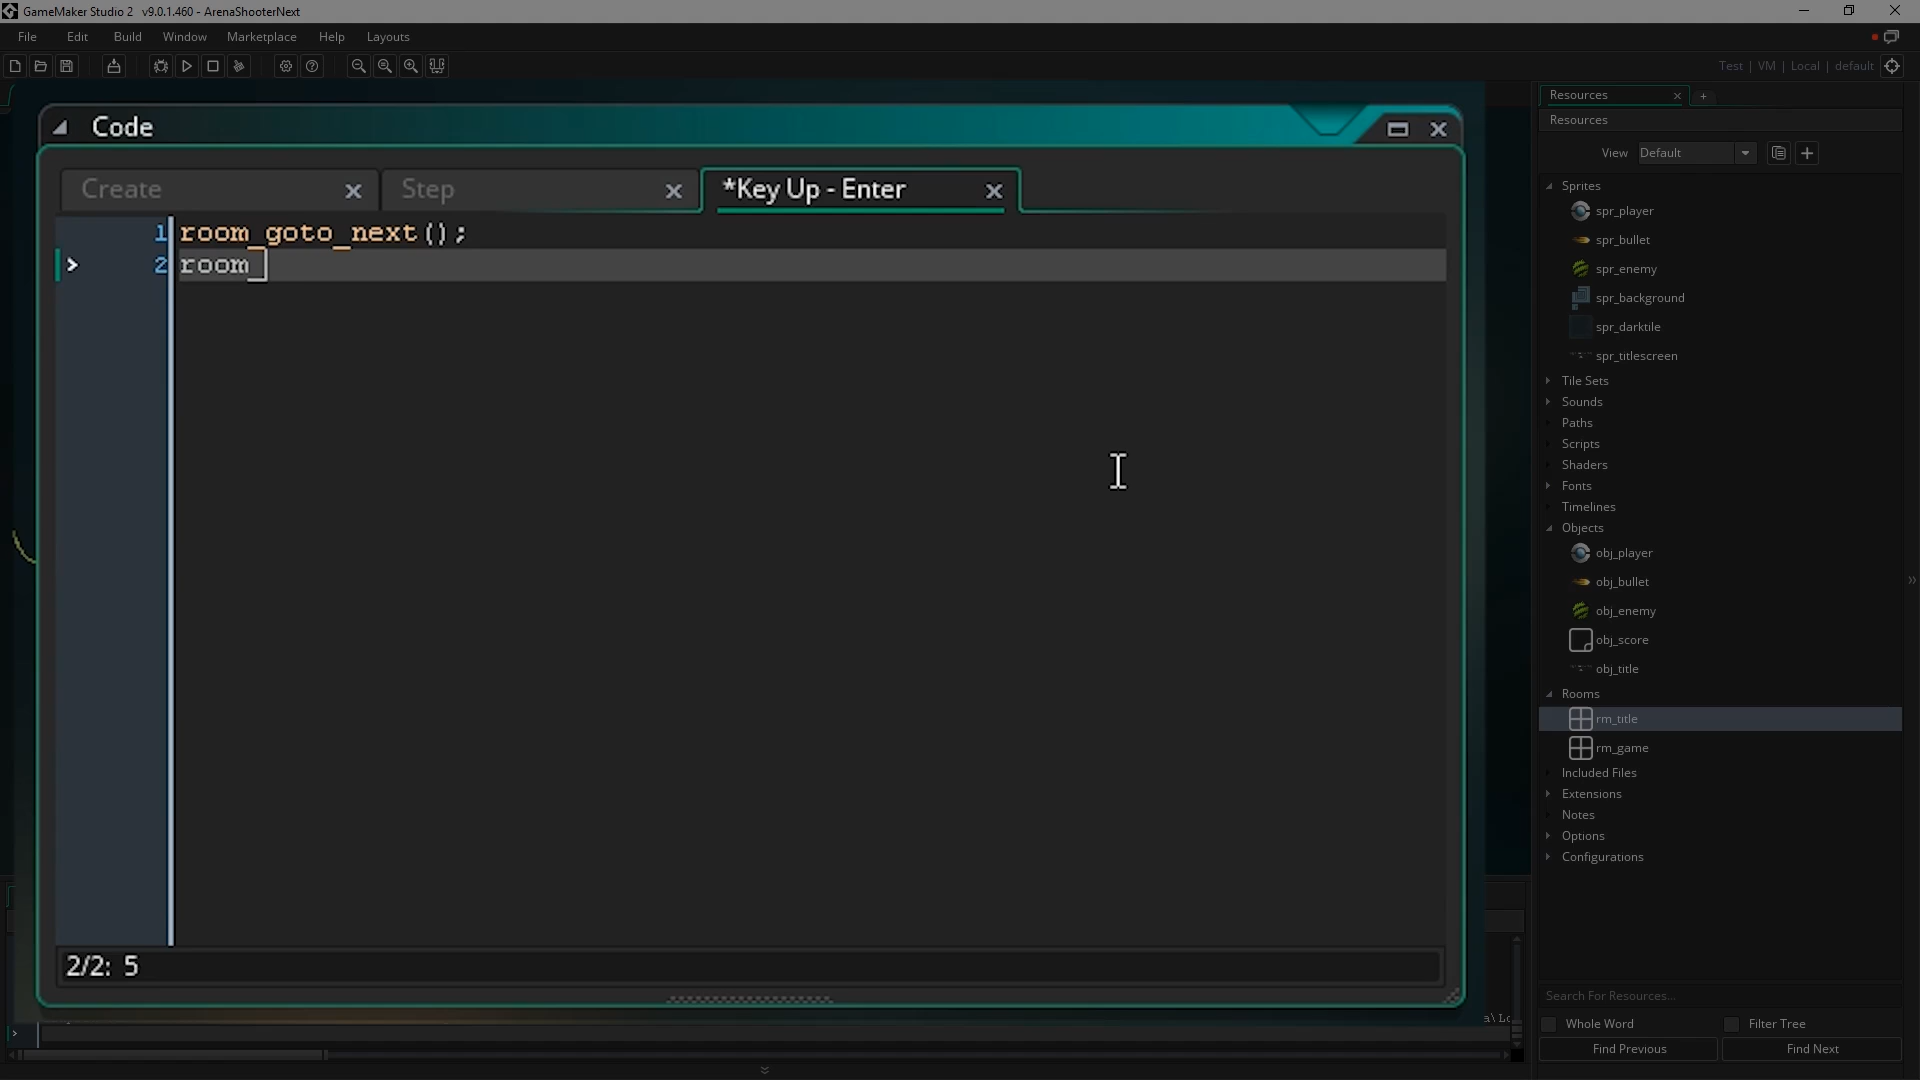 GameMaker Studio 2 v9.0.1.460 - ArenaShooterNext
File Edit Build Window Marketplace Help Layouts
Test | VM | Local | default
Code
Create
Step
*Key Up - Enter
1 room_goto_next();
2 room_
2/2: 5
Resources
Resources
View Default
Sprites
spr_player
spr_bullet
spr_enemy
spr_background
spr_darktile
spr_titlescreen
Tile Sets
Sounds
Paths
Scripts
Shaders
Fonts
Timelines
Objects
obj_player
obj_bullet
obj_enemy
obj_score
obj_title
Rooms
rm_title
rm_game
Included Files
Extensions
Notes
Options
Configurations
Search For Resources...
Whole Word Filter Tree
Find Previous Find Next